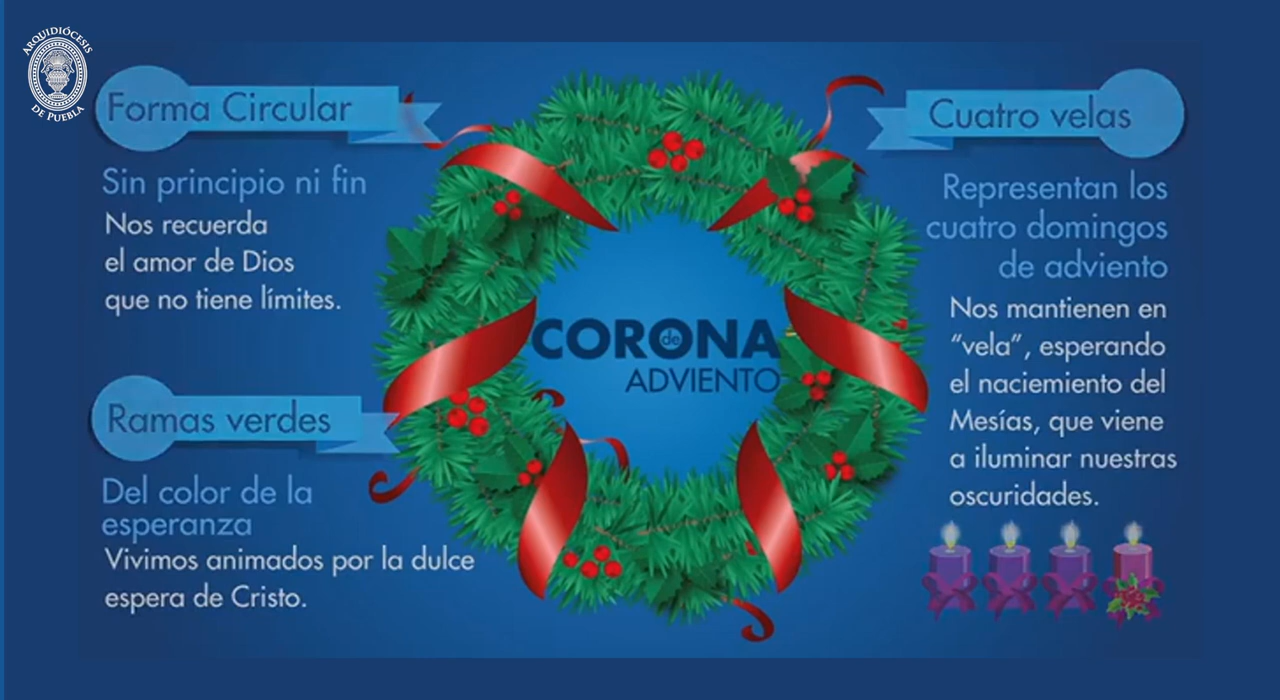 ARQUIDIÓCESIS
DE PUEBLA
Forma Circular
Sin principio ni fin
Nos recuerda
el amor de Dios
que no tiene límites.
Ramas verdes
Del color de la
esperanza
Vivimos animados por la dulce
espera de Cristo.
CORONA
de
ADVIENTO
Cuatro velas
Representan los
cuatro domingos
de adviento
Nos mantienen en
“vela”, esperando
el naciemiento del
Mesías, que viene
a iluminar nuestras
oscuridades.